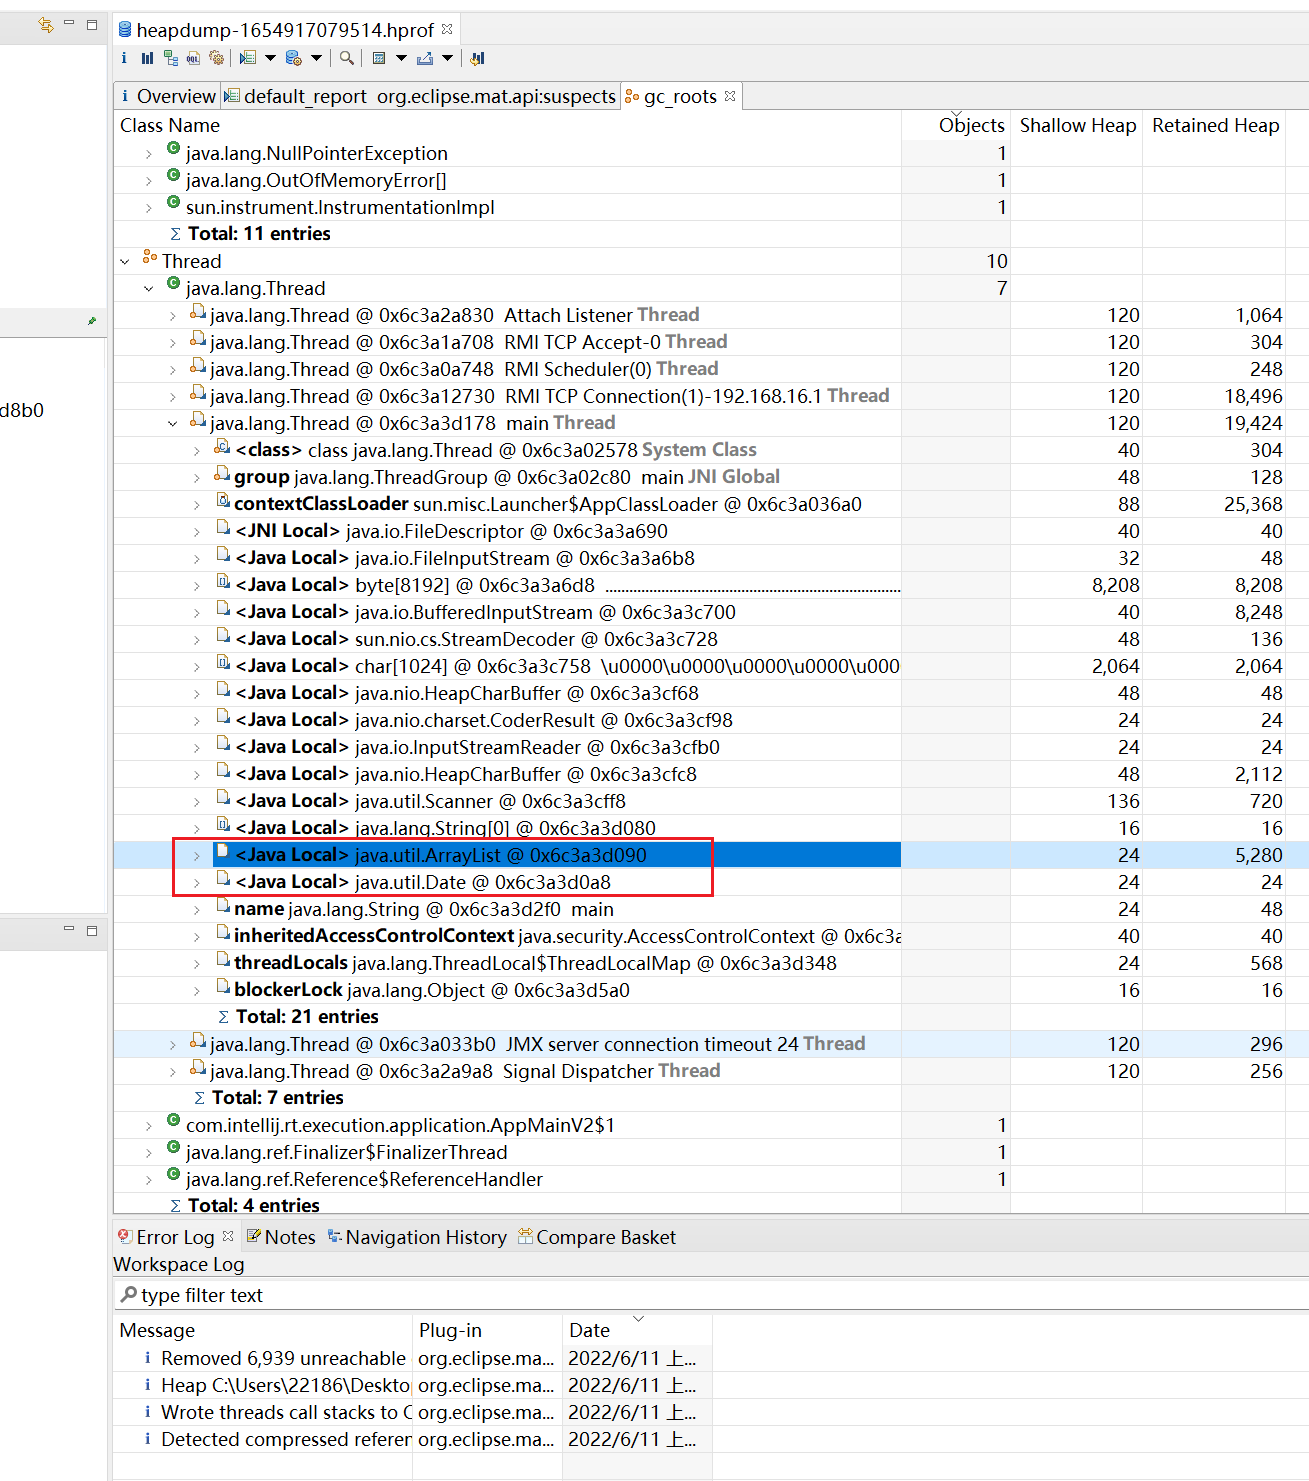 heapdump-1654917079514.hprof
Overview default_report org.eclipse.mat.api:suspects gc_roots
Class Name Objects Shallow Heap Retained Heap
java.lang.NullPointerException 1
java.lang.OutOfMemoryError[] 1
sun.instrument.InstrumentationImpl 1
Σ Total: 11 entries
Thread 10
java.lang.Thread 7
java.lang.Thread @ 0x6c3a2a830 Attach Listener Thread 120 1,064
java.lang.Thread @ 0x6c3a1a708 RMI TCP Accept-0 Thread 120 304
java.lang.Thread @ 0x6c3a0a748 RMI Scheduler(0) Thread 120 248
java.lang.Thread @ 0x6c3a12730 RMI TCP Connection(1)-192.168.16.1 Thread 120 18,496
d8b0
java.lang.Thread @ 0x6c3a3d178 main Thread 120 19,424
<class> class java.lang.Thread @ 0x6c3a02578 System Class 40 304
group java.lang.ThreadGroup @ 0x6c3a02c80 main JNI Global 48 128
contextClassLoader sun.misc.Launcher$AppClassLoader @ 0x6c3a036a0 88 25,368
<JNI Local> java.io.FileDescriptor @ 0x6c3a3a690 40 40
<Java Local> java.io.FileInputStream @ 0x6c3a3a6b8 32 48
<Java Local> byte[8192] @ 0x6c3a3a6d8 .......................................................................... 8,208 8,208
<Java Local> java.io.BufferedInputStream @ 0x6c3a3c700 40 8,248
<Java Local> sun.nio.cs.StreamDecoder @ 0x6c3a3c728 48 136
<Java Local> char[1024] @ 0x6c3a3c758 \u0000\u0000\u0000\u0000\u000 2,064 2,064
<Java Local> java.nio.HeapCharBuffer @ 0x6c3a3cf68 48 48
<Java Local> java.nio.charset.CoderResult @ 0x6c3a3cf98 24 24
<Java Local> java.io.InputStreamReader @ 0x6c3a3cfb0 24 24
<Java Local> java.nio.HeapCharBuffer @ 0x6c3a3cfc8 48 2,112
<Java Local> java.util.Scanner @ 0x6c3a3cff8 136 720
<Java Local> java.lang.String[0] @ 0x6c3a3d080 16 16
<Java Local> java.util.ArrayList @ 0x6c3a3d090 24 5,280
<Java Local> java.util.Date @ 0x6c3a3d0a8 24 24
name java.lang.String @ 0x6c3a3d2f0 main 24 48
inheritedAccessControlContext java.security.AccessControlContext @ 0x6c3a 40 40
threadLocals java.lang.ThreadLocal$ThreadLocalMap @ 0x6c3a3d348 24 568
blockerLock java.lang.Object @ 0x6c3a3d5a0 16 16
Σ Total: 21 entries
java.lang.Thread @ 0x6c3a033b0 JMX server connection timeout 24 Thread 120 296
java.lang.Thread @ 0x6c3a2a9a8 Signal Dispatcher Thread 120 256
Σ Total: 7 entries
com.intellij.rt.execution.application.AppMainV2$1 1
java.lang.ref.Finalizer$FinalizerThread 1
java.lang.ref.Reference$ReferenceHandler 1
Σ Total: 4 entries
Error Log Notes Navigation History Compare Basket
Workspace Log
type filter text
Message Plug-in Date
Removed 6,939 unreachable org.eclipse.ma... 2022/6/11 上...
Heap C:\Users\22186\Deskto org.eclipse.ma... 2022/6/11 上...
Wrote threads call stacks to C org.eclipse.ma... 2022/6/11 上...
Detected compressed referer org.eclipse.ma... 2022/6/11 上...